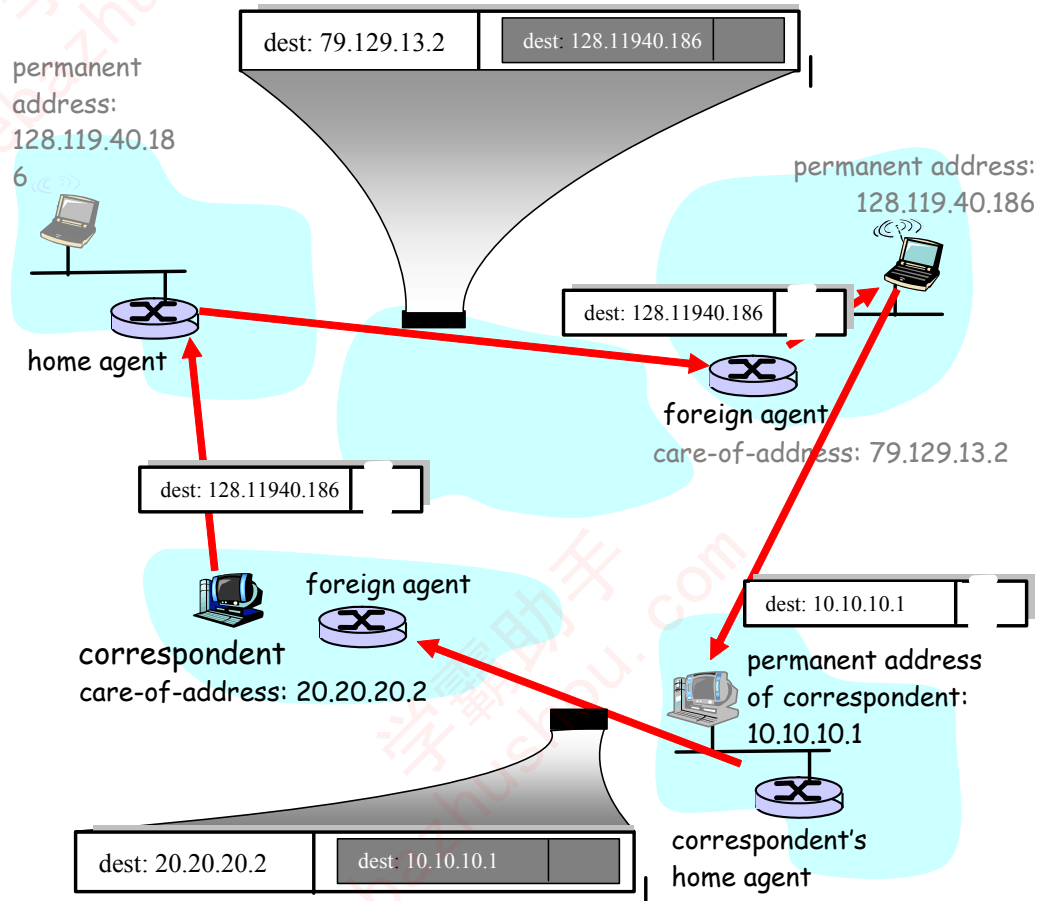 dest: 79.129.13.2
dest: 128.11940.186
permanent
address:
128.119.40.18
6
permanent address:
128.119.40.186
dest: 128.11940.186
home agent
foreign agent
care-of-address: 79.129.13.2
dest: 128.11940.186
foreign agent
dest: 10.10.10.1
correspondent
care-of-address: 20.20.20.2
permanent address
of correspondent:
10.10.10.1
dest: 20.20.20.2
dest: 10.10.10.1
correspondent's
home agent
学霸助手